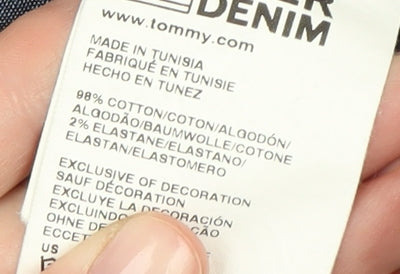 DENIM
www.tommy.com
MADE IN TUNISIA
FABRIQUÉ EN TUNISIE
HECHO EN TUNEZ
98% COTTON/COTON/ALGODÓN/
ALGODÃO/BAUMWOLLE/COTONE
2% ELASTANE/ELASTANO/
ELASTAN/ELASTOMERO
EXCLUSIVE OF DECORATION
SAUF DÉCORATION
EXCLUYE LA DECORACIÓN
EXCLUINDO
OHNE
US